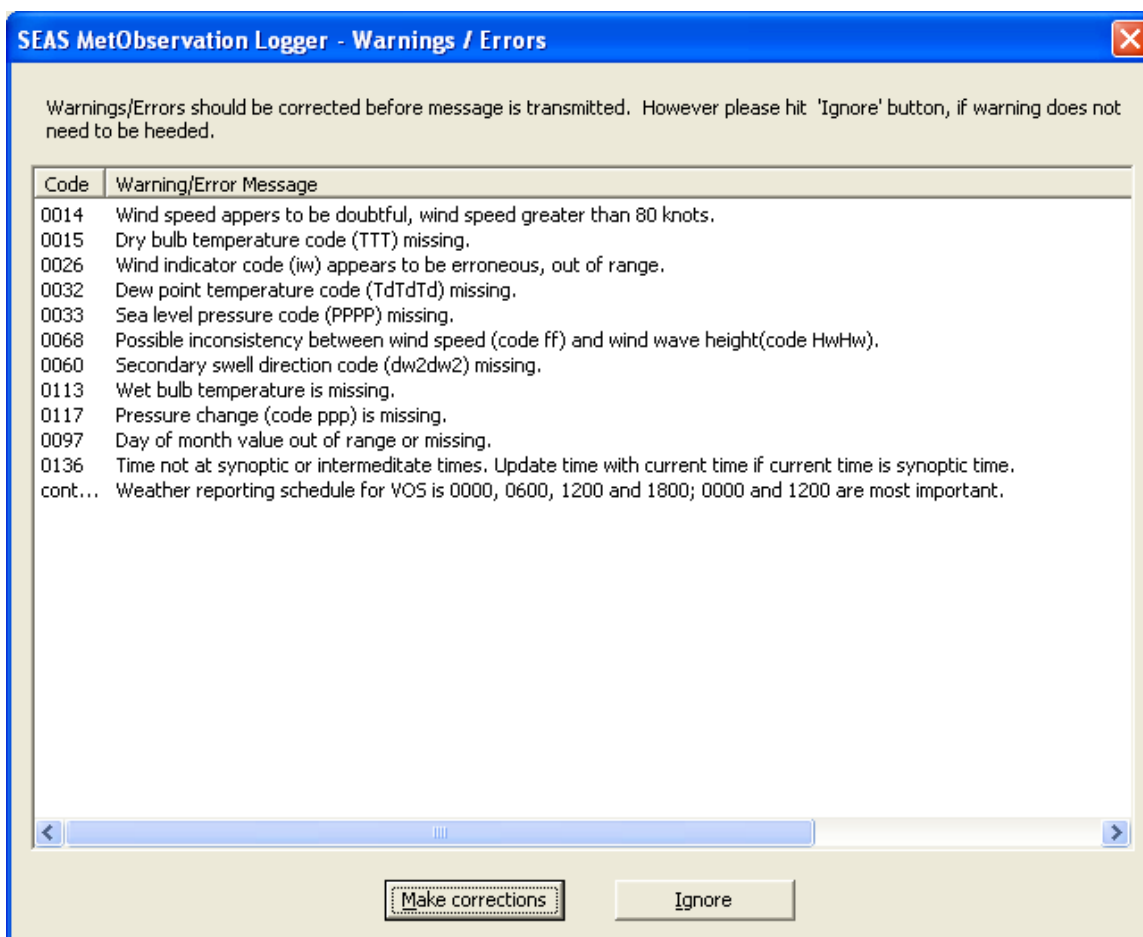 SEAS MetObservation Logger - Warnings / Errors
Warnings/Errors should be corrected before message is transmitted. However please hit 'Ignore' button, if warning does not
need to be heeded.
Code Warning/Error Message
0014 Wind speed appers to be doubtful, wind speed greater than 80 knots.
0015 Dry bulb temperature code (TTT) missing.
0026 Wind indicator code (iw) appears to be erroneous, out of range.
0032 Dew point temperature code (TdTdTd) missing.
0033 Sea level pressure code (PPPP) missing.
0068 Possible inconsistency between wind speed (code ff) and wind wave height(code HwHw).
0060 Secondary swell direction code (dw2dw2) missing.
0113 Wet bulb temperature is missing.
0117 Pressure change (code ppp) is missing.
0097 Day of month value out of range or missing.
0136 Time not at synoptic or intermeditate times. Update time with current time if current time is synoptic time.
cont... Weather reporting schedule for VOS is 0000, 0600, 1200 and 1800; 0000 and 1200 are most important.
Make corrections Ignore